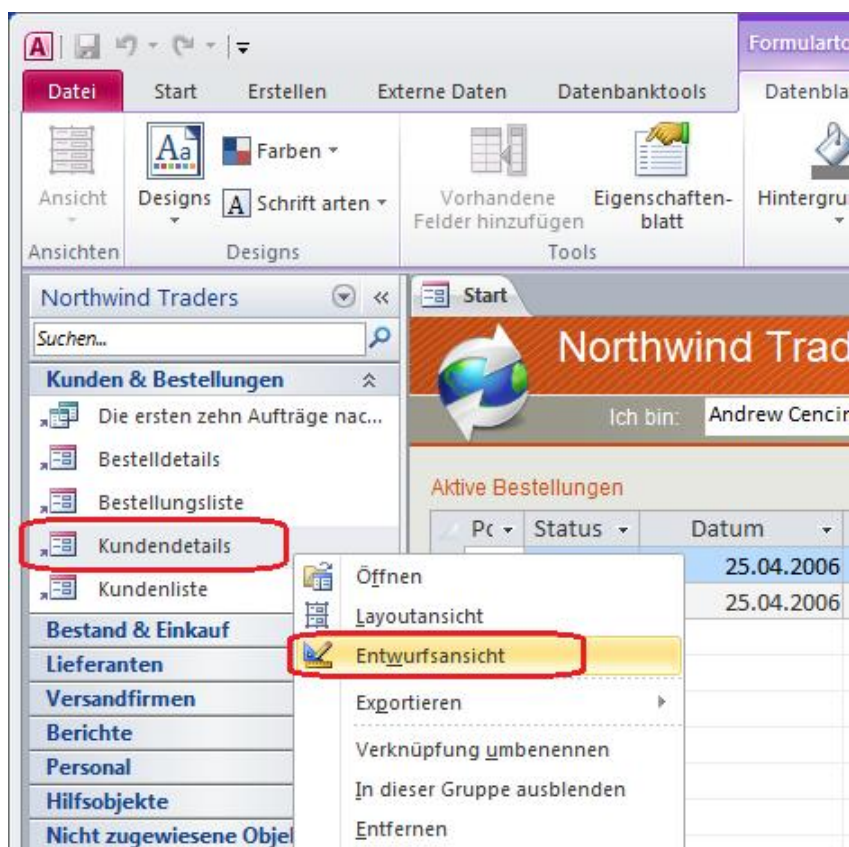 Formularto
Datei Start Erstellen Externe Daten Datenbanktools Datenbla
Aa Farben
Ansicht Designs A Schrift arten Vorhandene Felder hinzufügen Eigenschaften-blatt Hintergru
Ansichten Designs Tools
Northwind Traders
Start
Suchen...
Northwind Trad
Kunden & Bestellungen
Die ersten zehn Aufträge nac...
Ich bin: Andrew Cencir
Bestelldetails
Aktive Bestellungen
Bestellungsliste
Pc Status Datum
Kundendetails
25.04.2006
Kundenliste
25.04.2006
Öffnen
Layoutansicht
Entwurfsansicht
Exportieren
Verknüpfung umbenennen
In dieser Gruppe ausblenden
Entfernen
Bestand & Einkauf
Lieferanten
Versandfirmen
Berichte
Personal
Hilfsobjekte
Nicht zugewiesene Objel